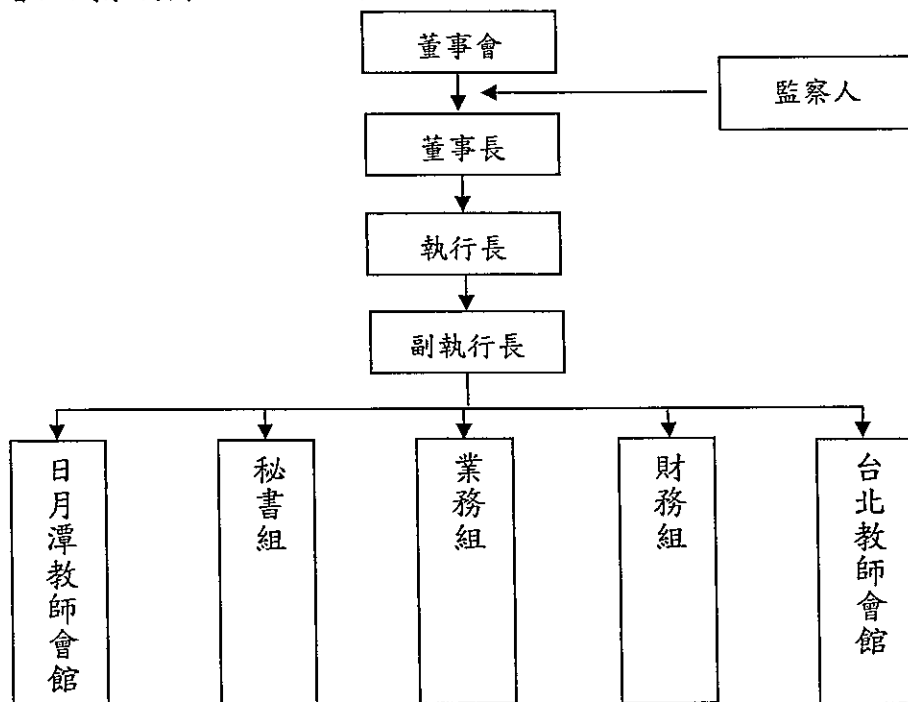 董事會
監察人
董事長
執行長
副執行長
日月潭教師會館
秘書組
業務組
財務組
台北教師會館